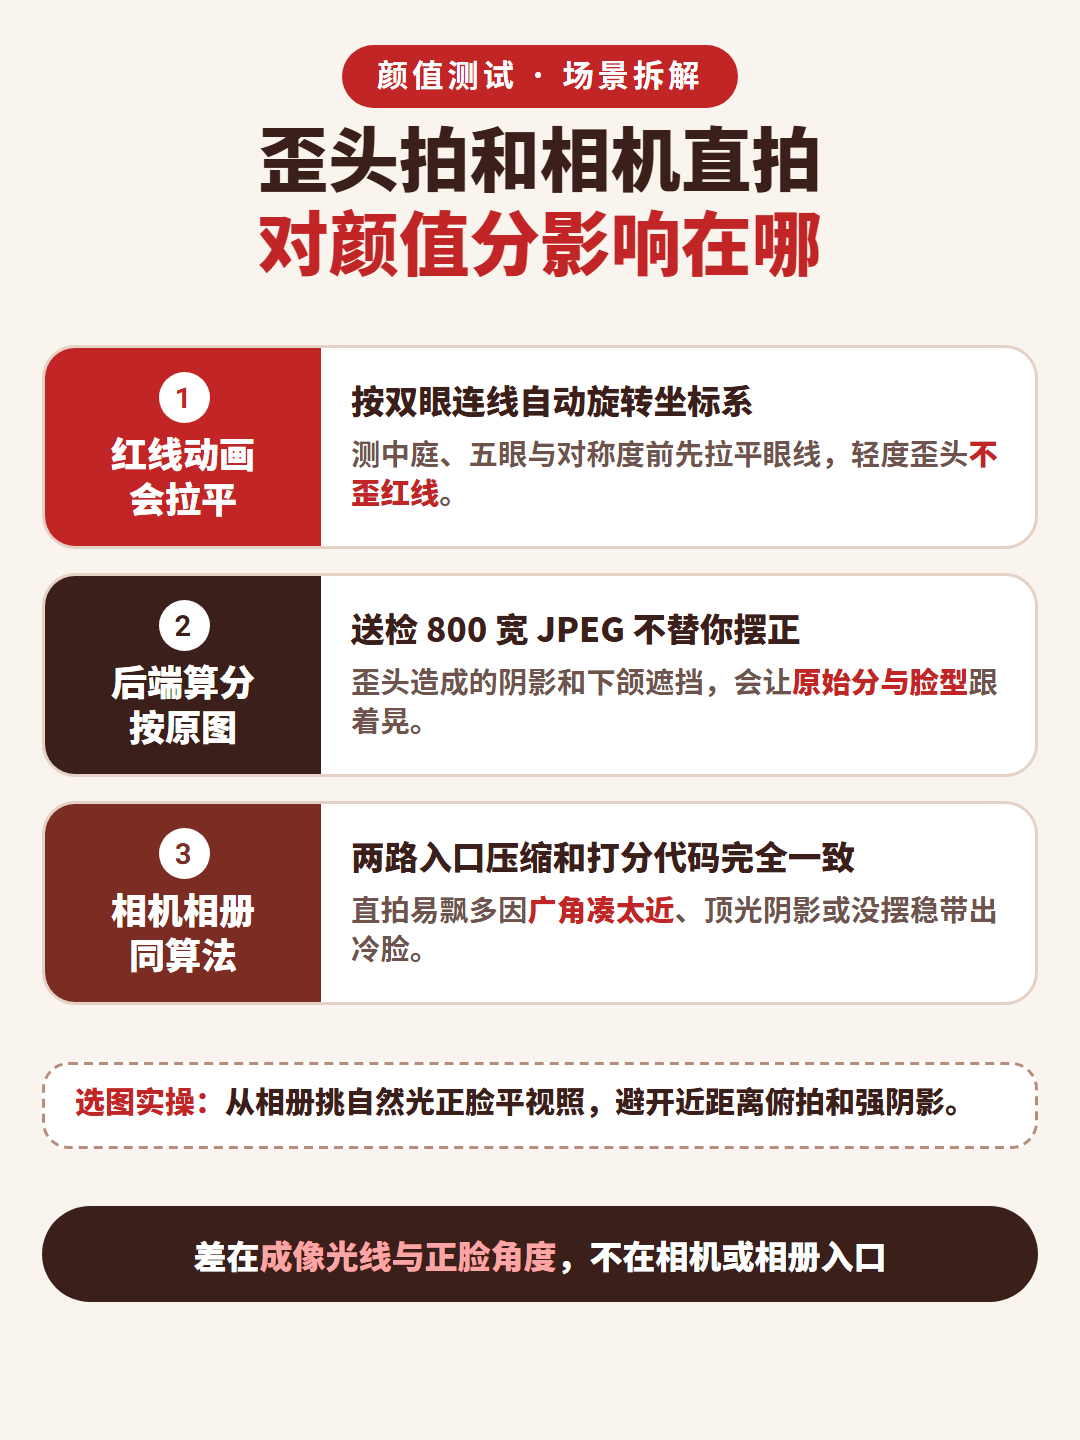 颜值测试 · 场景拆解
歪头拍和相机直拍
对颜值分影响在哪
1
红线动画
会拉平
按双眼连线自动旋转坐标系
测中庭、五眼与对称度前先拉平眼线，轻度歪头不
歪红线。
2
后端算分
按原图
送检 800 宽 JPEG 不替你摆正
歪头造成的阴影和下颌遮挡，会让原始分与脸型跟
着晃。
3
相机相册
同算法
两路入口压缩和打分代码完全一致
直拍易飘多因广角凑太近、顶光阴影或没摆稳带出
冷脸。
选图实操：从相册挑自然光正脸平视照，避开近距离俯拍和强阴影。
差在成像光线与正脸角度，不在相机或相册入口